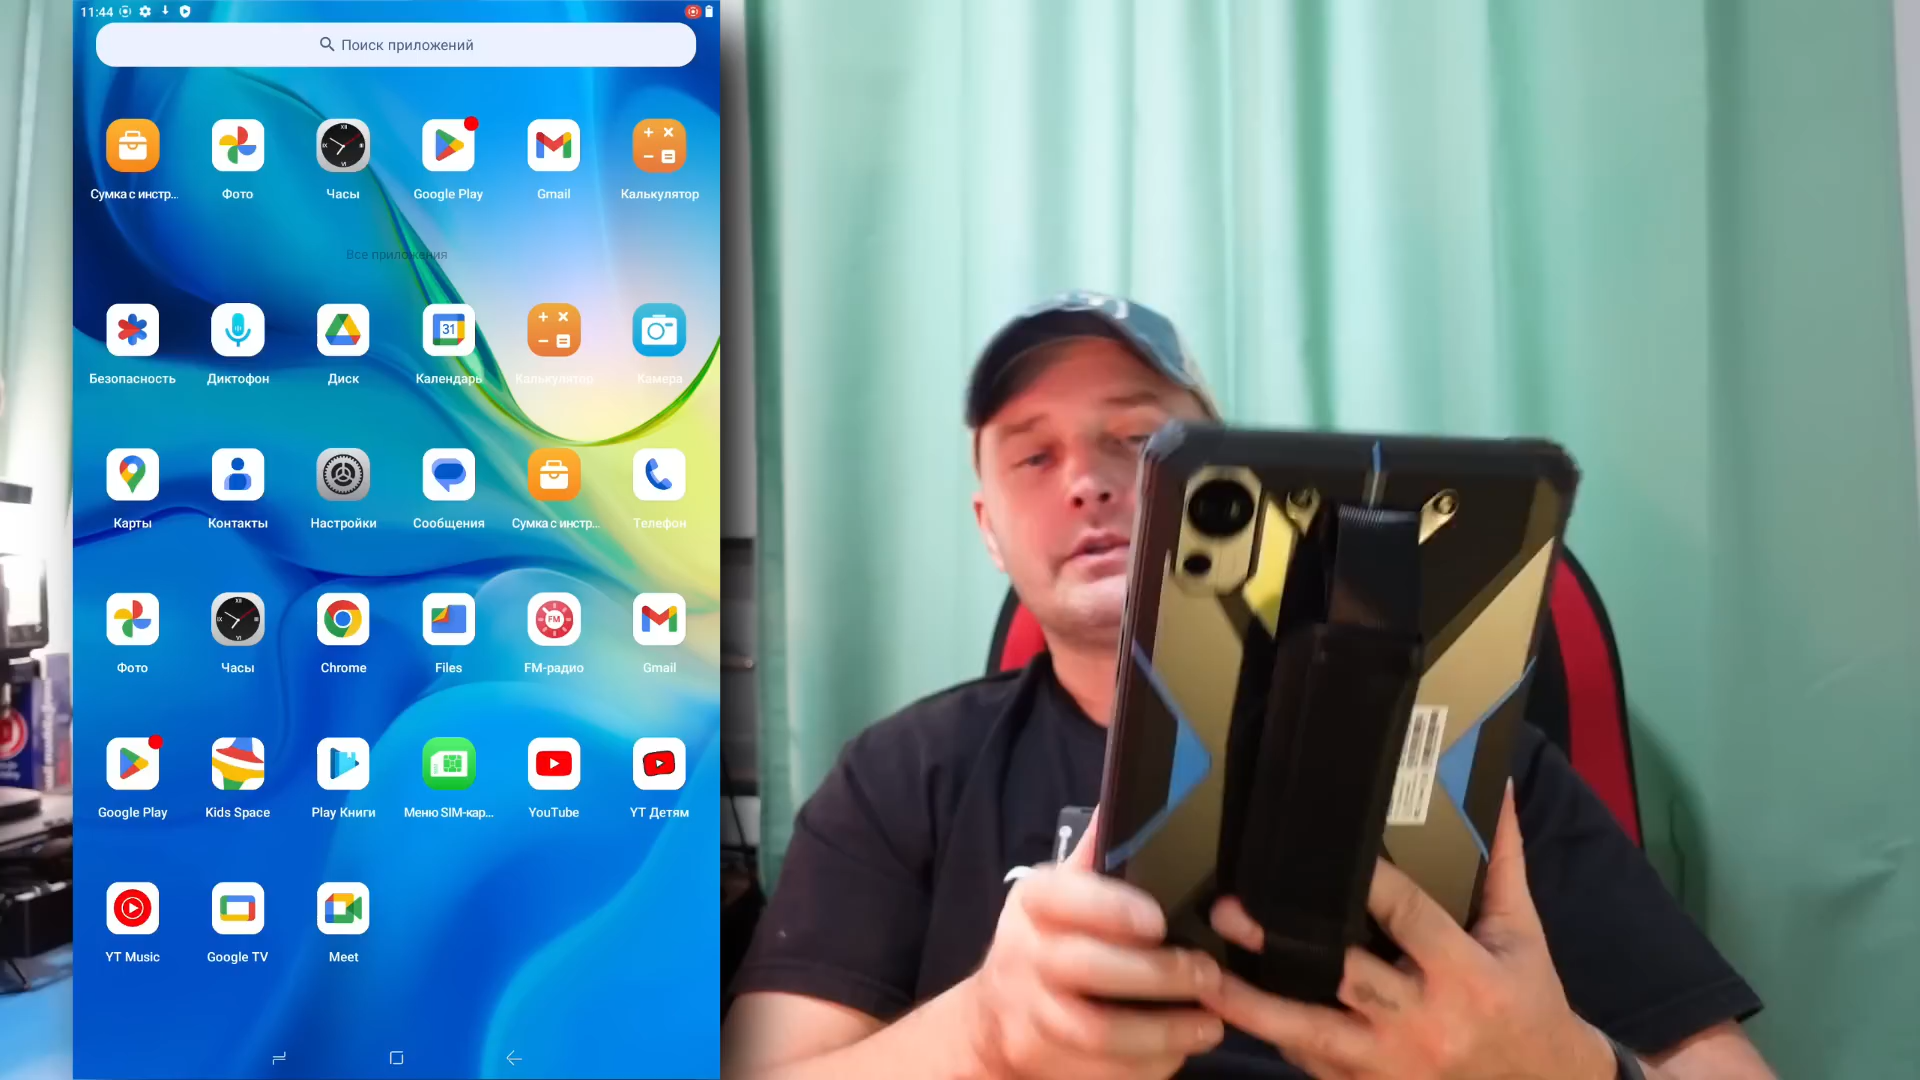 11:44
Поиск приложений
Сумка с инстр...
Фото
Часы
Google Play
Gmail
Калькулятор
Все приложения
Безопасность
Диктофон
Диск
Календарь
Калькулятор
Камера
Карты
Контакты
Настройки
Сообщения
Сумка с инстр...
Телефон
Фото
Часы
Chrome
Files
FM-радио
Gmail
Google Play
Kids Space
Play Книги
Меню SIM-кар...
YouTube
YT Детям
YT Music
Google TV
Meet